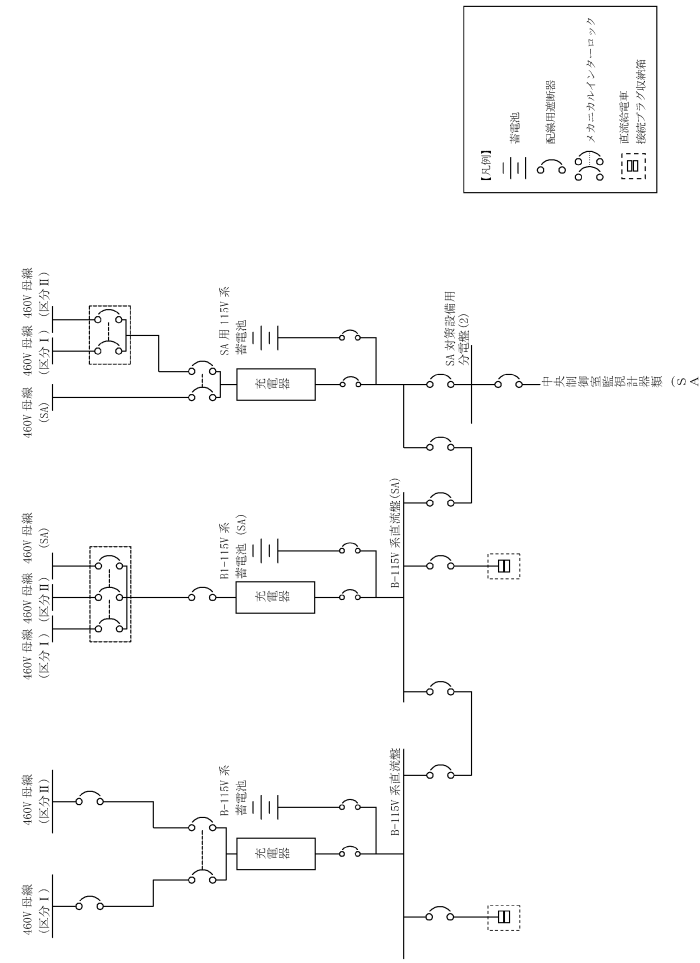 460V 母線
(区分Ⅰ)
460V 母線
(区分Ⅱ)
B-115V 系
蓄電池
充電器
B-115V 系直流盤
460V 母線
(区分Ⅰ)
460V 母線
(区分Ⅱ)
460V 母線
(SA)
B1-115V 系
蓄電池 (SA)
充電器
B-115V 系直流盤(SA)
460V 母線
(SA)
460V 母線
(区分Ⅰ)
460V 母線
(区分Ⅱ)
SA 用 115V 系
蓄電池
充電器
SA 対策設備用
分電盤(2)
中央制御室監視計器類(SA
【凡例】
蓄電池
配線用遮断器
メカニカルインターロック
直流給電車
接続プラグ収納箱